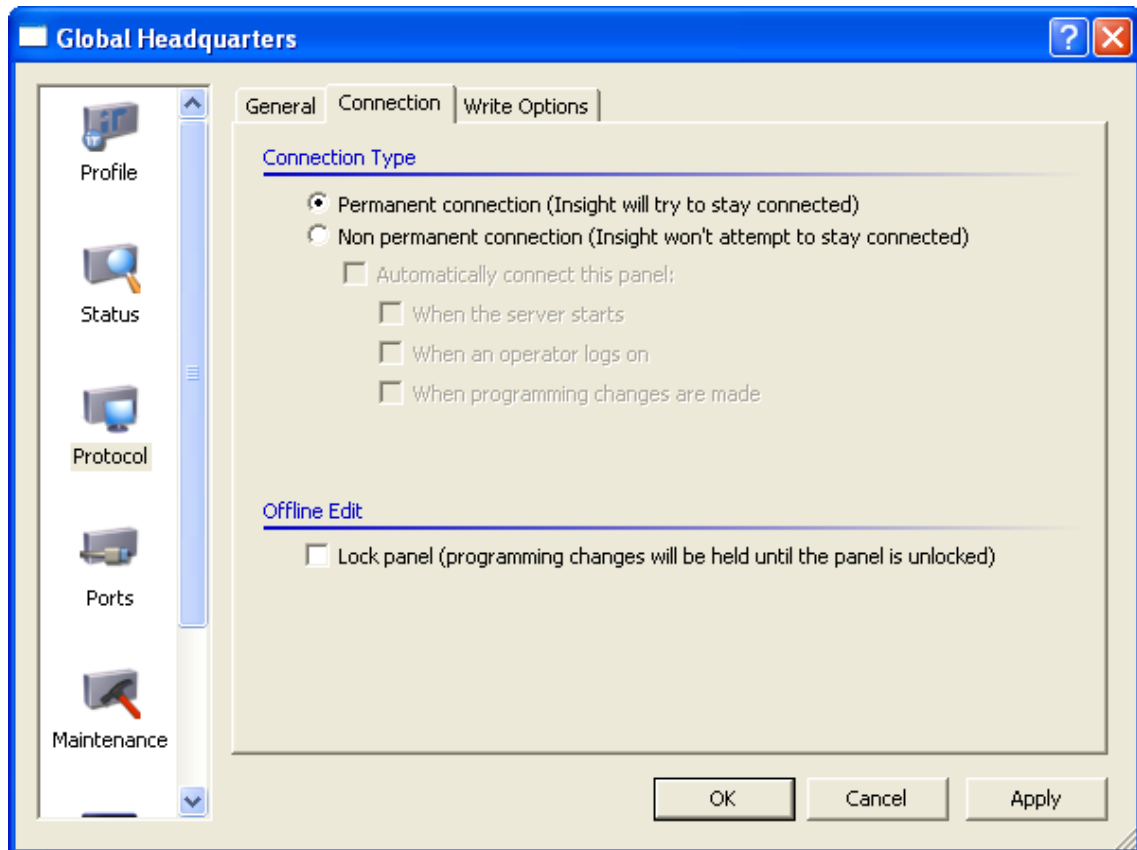 Global Headquarters
Profile
Status
Protocol
Ports
Maintenance
General
Connection
Write Options
Connection Type
Permanent connection (Insight will try to stay connected)
Non permanent connection (Insight won't attempt to stay connected)
Automatically connect this panel:
When the server starts
When an operator logs on
When programming changes are made
Offline Edit
Lock panel (programming changes will be held until the panel is unlocked)
OK
Cancel
Apply